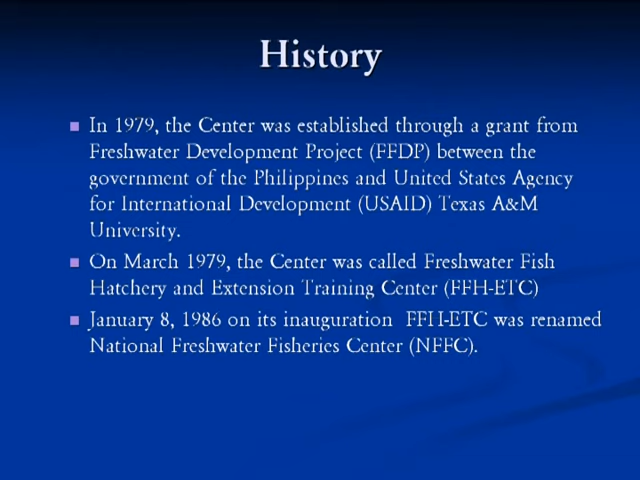 History
In 1979, the Center was established through a grant from
Freshwater Development Project (FFDP) between the
government of the Philippines and United States Agency
for International Development (USAID) Texas A&M
University.
On March 1979, the Center was called Freshwater Fish
Hatchery and Extension Training Center (FFH-ETC)
January 8, 1986 on its inauguration FFH-ETC was renamed
National Freshwater Fisheries Center (NFFC).